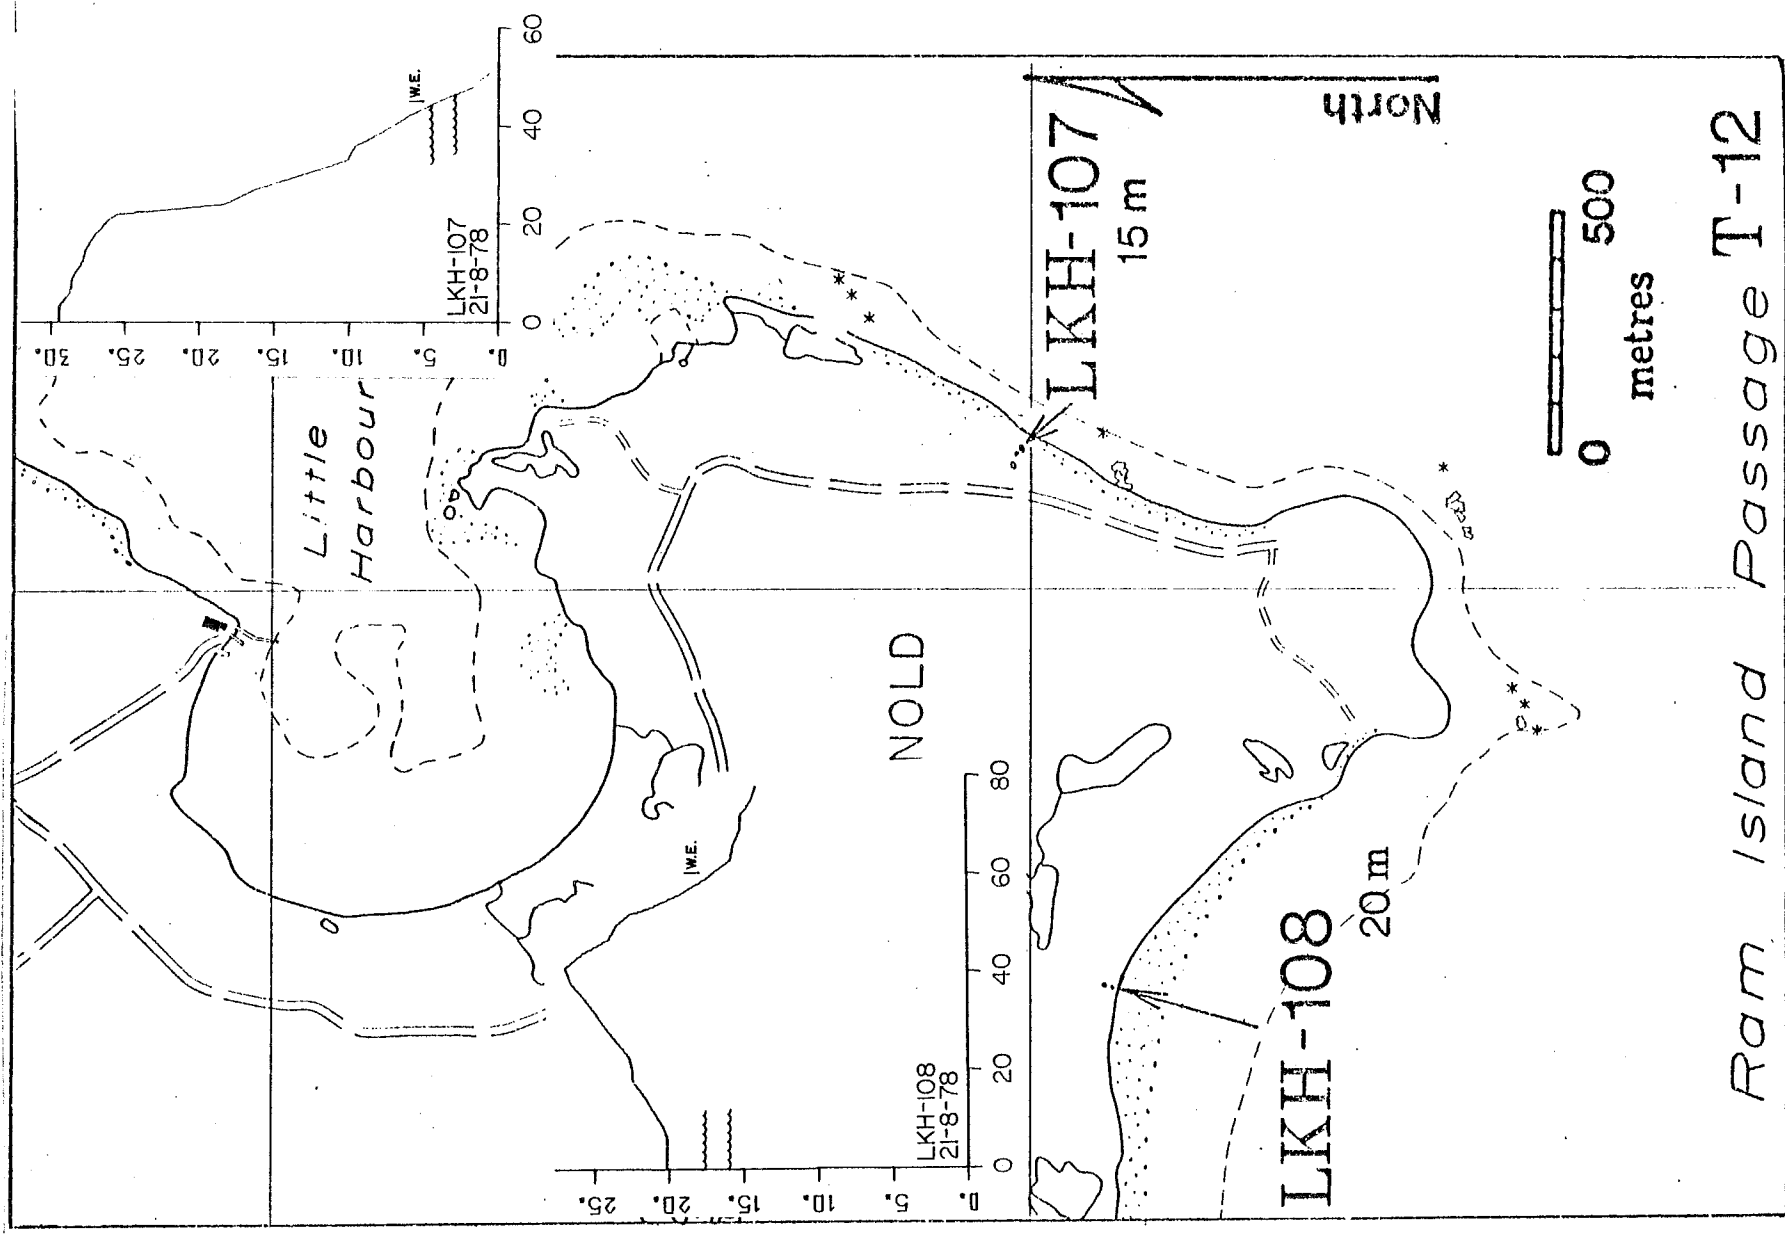 60
40
20
0
LKH-107
21-8-78
W.E.
30.
25.
20.
15.
10.
5.
0.
Little
Harbour
North
LKH-107
15 m
NOLD
80
60
40
20
0
LKH-108
21-8-78
W.E.
25.
20.
15.
10.
5.
0.
LKH-108
20 m
0 500
metres
Ram Island Passage T-12